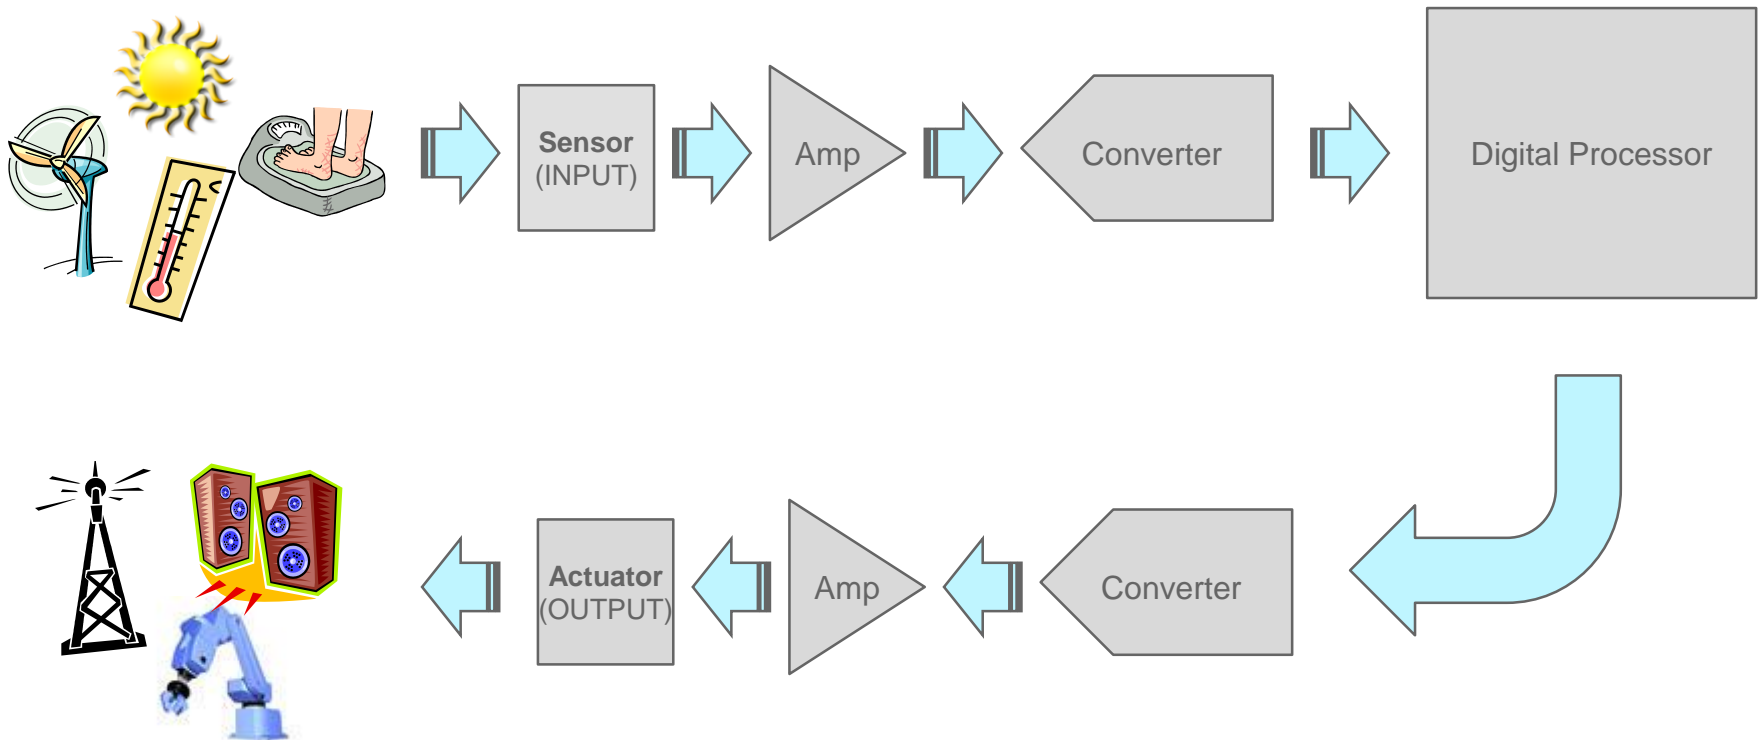 Sensor
(INPUT)
Amp
Converter
Digital Processor
Actuator
(OUTPUT)
Amp
Converter